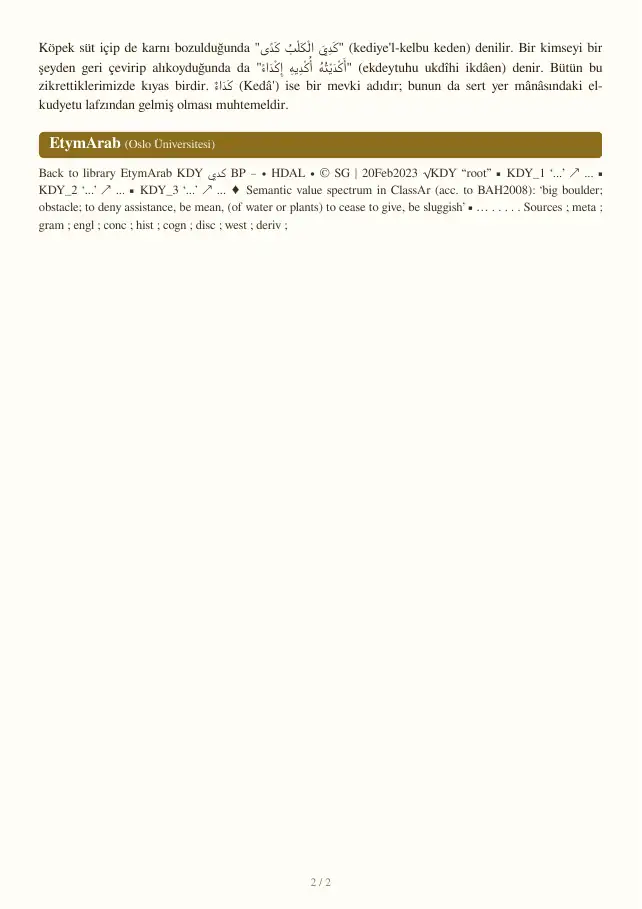 Köpek süt içip de karnı bozulduğunda "كَدِيَ الْكَلْبُ كَدًى" (kediye'l-kelbu keden) denilir. Bir kimseyi bir
şeyden geri çevirip alıkoyduğunda da "أَكْدَيْتُهُ أُكْدِيهِ إِكْدَاءً" (ekdeytuhu ukdîhi ikdâen) denir. Bütün bu
zikrettiklerimizde kıyas birdir. كَدَاءٌ (Kedâ') ise bir mevki adıdır; bunun da sert yer mânâsındaki el-
kudyetu lafzından gelmiş olması muhtemeldir.
EtymArab (Oslo Üniversitesi)
Back to library EtymArab KDY كدي BP – • HDAL • © SG | 20Feb2023 √KDY “root” ▪ KDY_1 ‘...’ ↗ ... ▪
KDY_2 ‘...’ ↗ ... ▪ KDY_3 ‘...’ ↗ ... ♦ Semantic value spectrum in ClassAr (acc. to BAH2008): ‘big boulder;
obstacle; to deny assistance, be mean, (of water or plants) to cease to give, be sluggish’ ▪ … . . . . . Sources ; meta ;
gram ; engl ; conc ; hist ; cogn ; disc ; west ; deriv ;
2 / 2